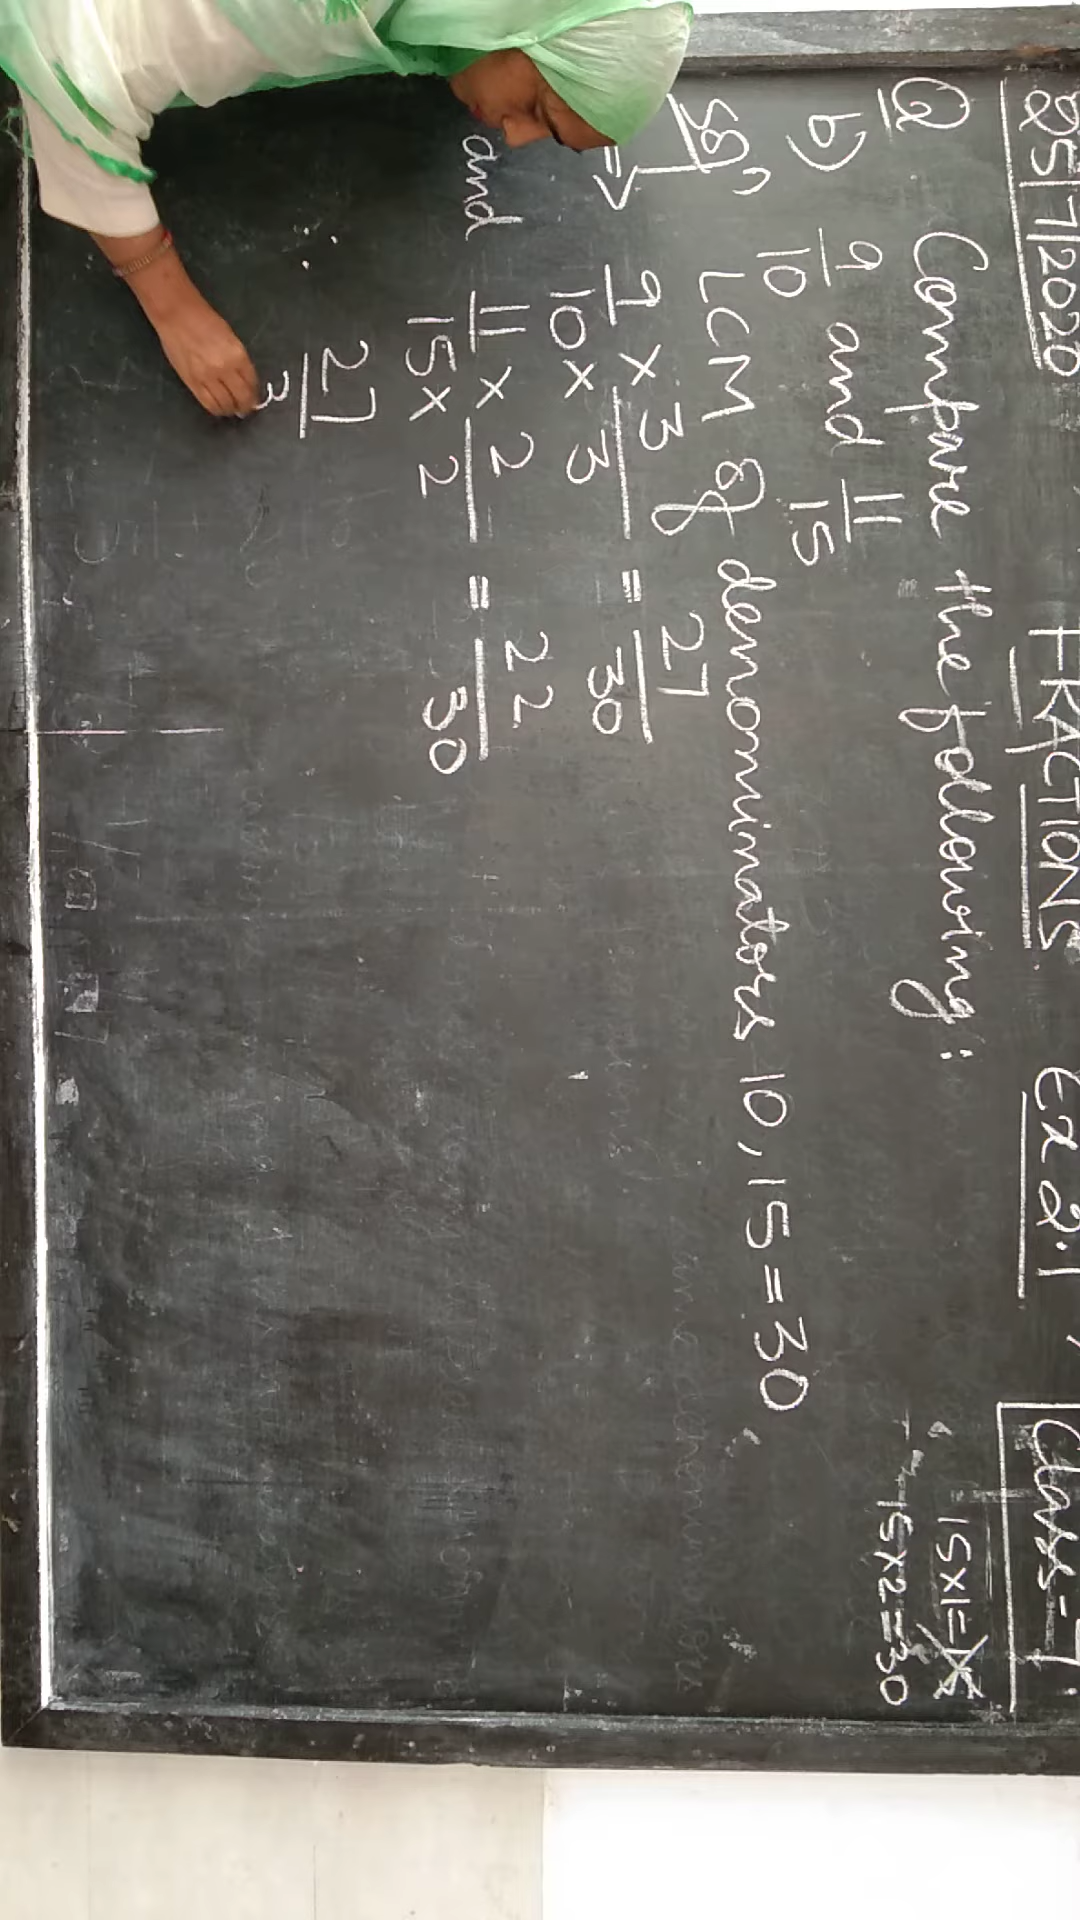 25/7/2020 FRACTIONS Ex 2.1 Class-7
Q Compare the following:
15x1=15
b) 9/10 and 11/15
15x2=30
Solⁿ LCM of denominators 10, 15 = 30
=> 9 x 3 / 10 x 3 = 27/30
and 11 x 2 / 15 x 2 = 22/30
∴ 27/3